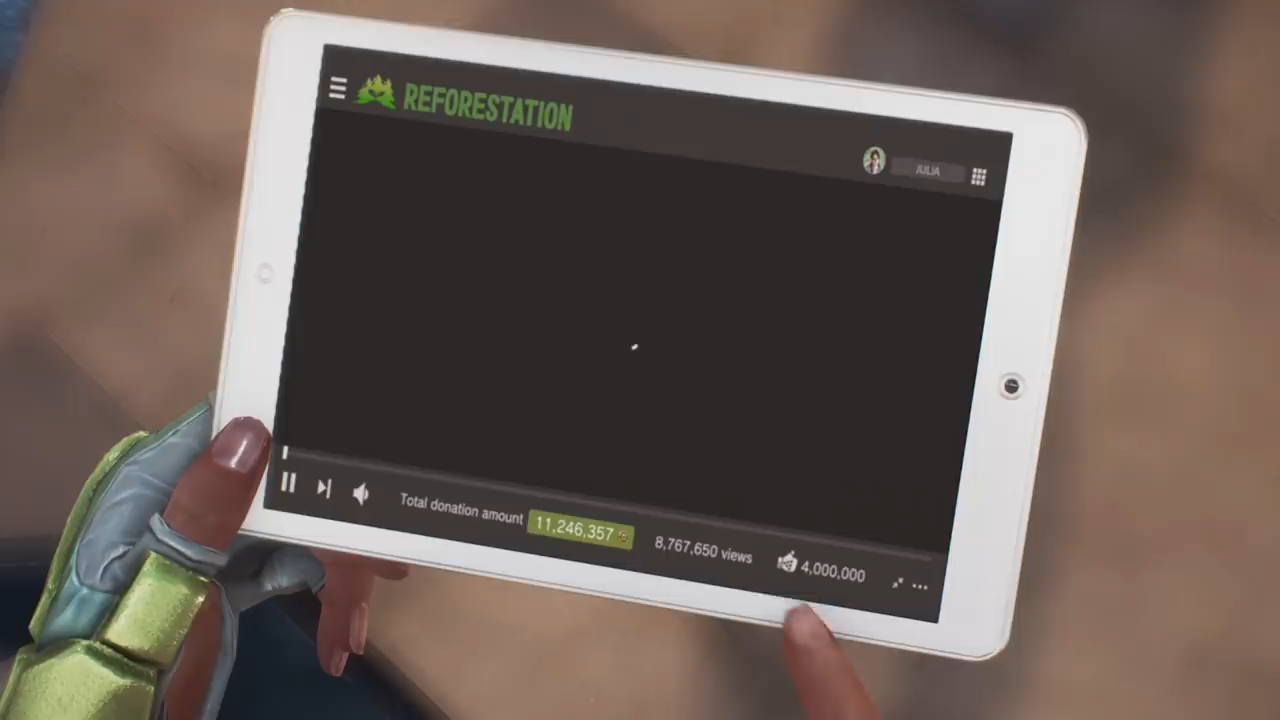 REFORESTATION
JULIA
Total donation amount 11,246,357 8,767,650 views 4,000,000